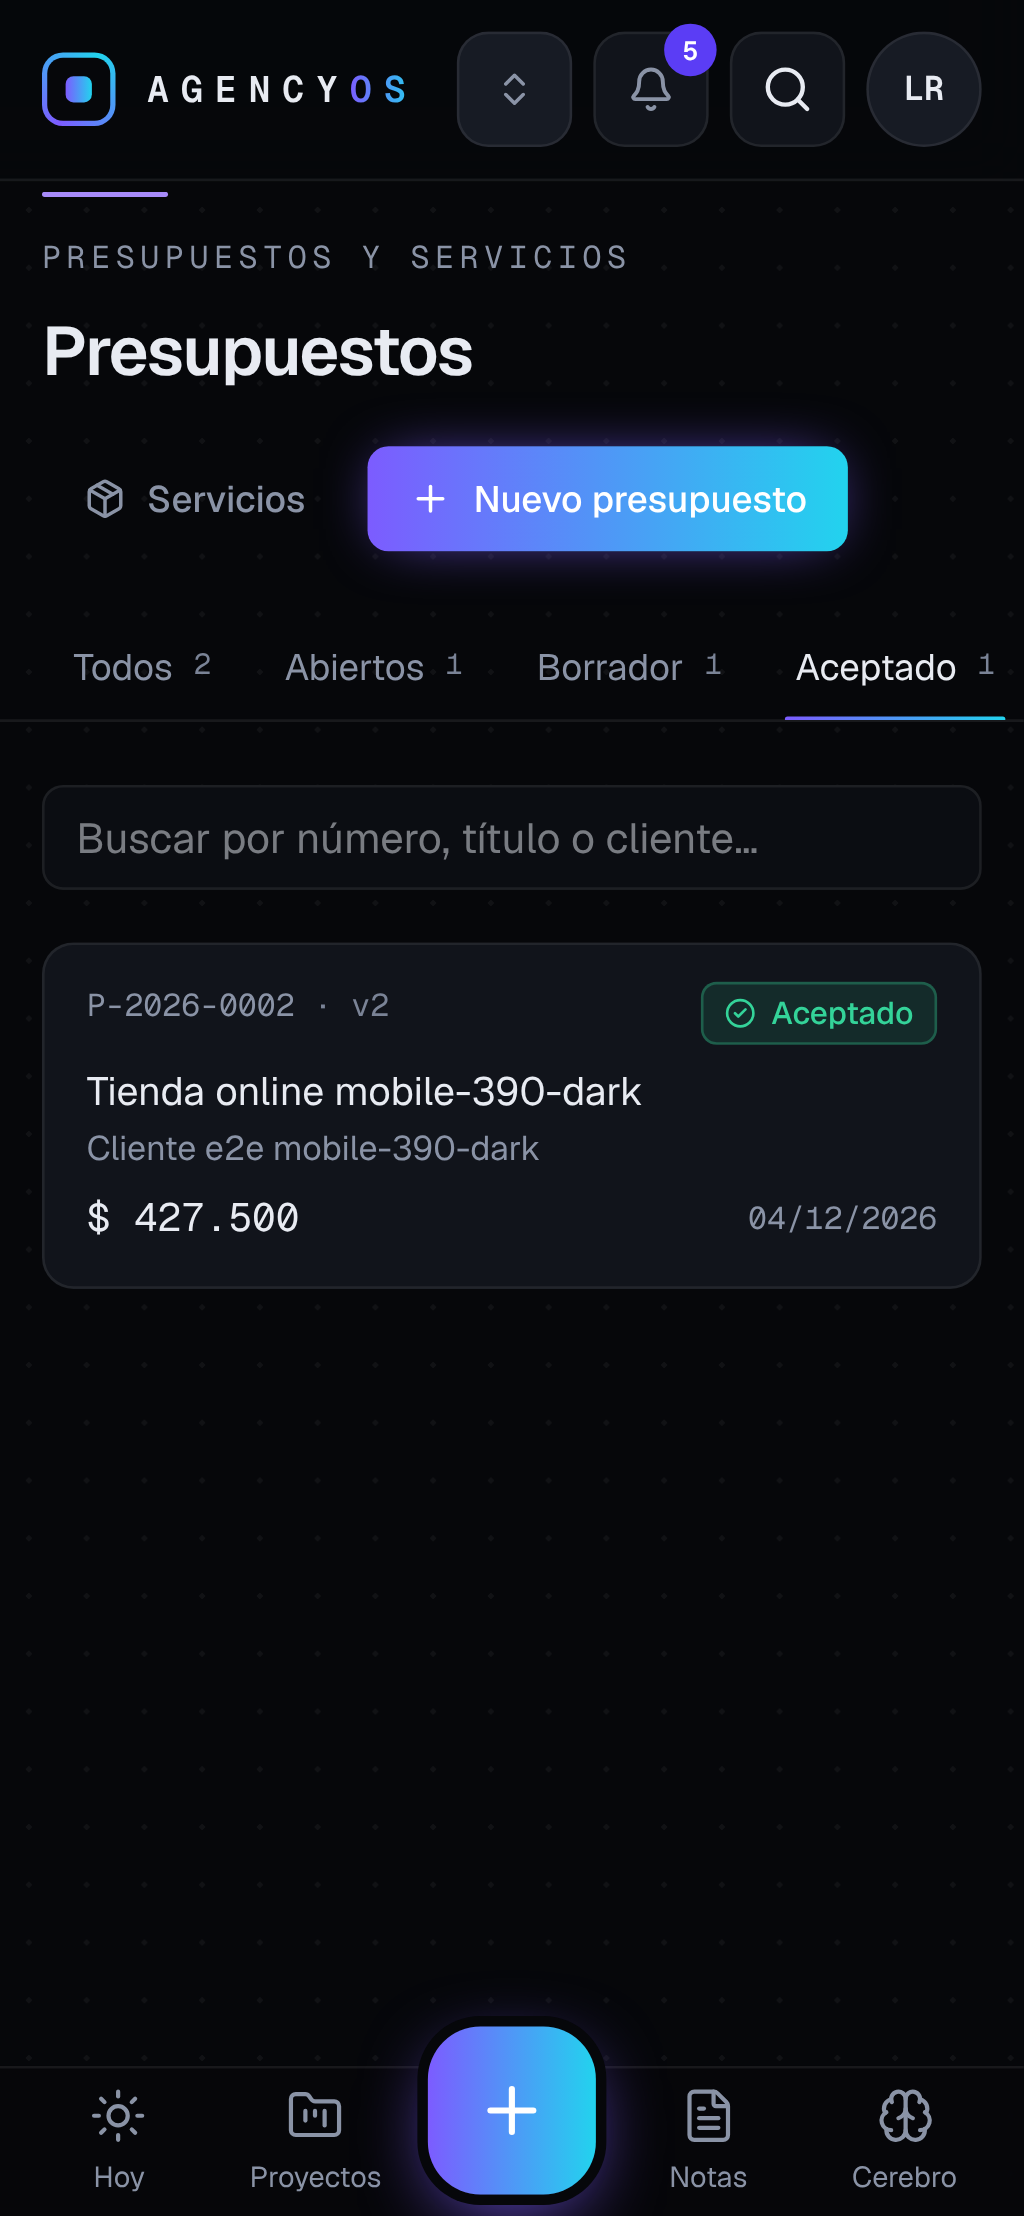 AGENCYOS
5
LR
PRESUPUESTOS Y SERVICIOS
Presupuestos
Servicios
Nuevo presupuesto
Todos 2 Abiertos 1 Borrador 1 Aceptado 1
Buscar por número, título o cliente…
P-2026-0002 · v2
Aceptado
Tienda online mobile-390-dark
Cliente e2e mobile-390-dark
$ 427.500 04/12/2026
Hoy Proyectos Notas Cerebro